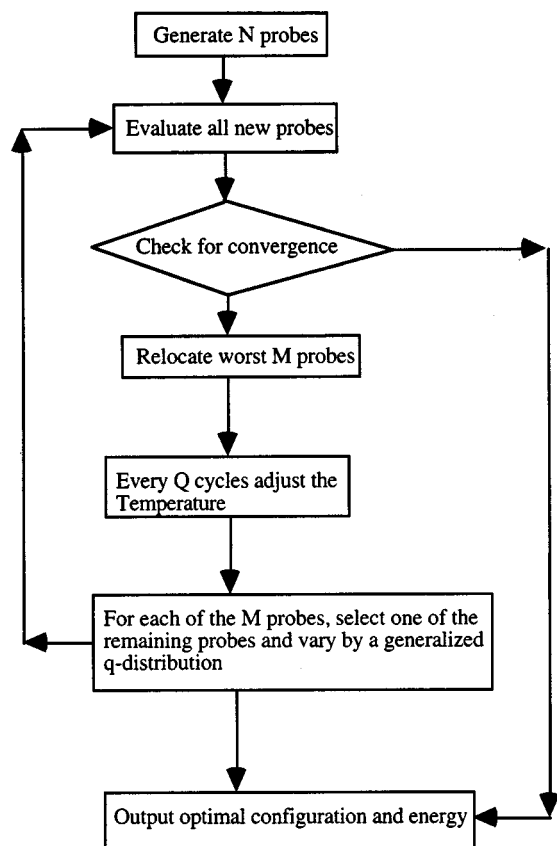 Generate N probes
Evaluate all new probes
Check for convergence
Relocate worst M probes
Every Q cycles adjust the
Temperature
For each of the M probes, select one of the
remaining probes and vary by a generalized
q-distribution
Output optimal configuration and energy